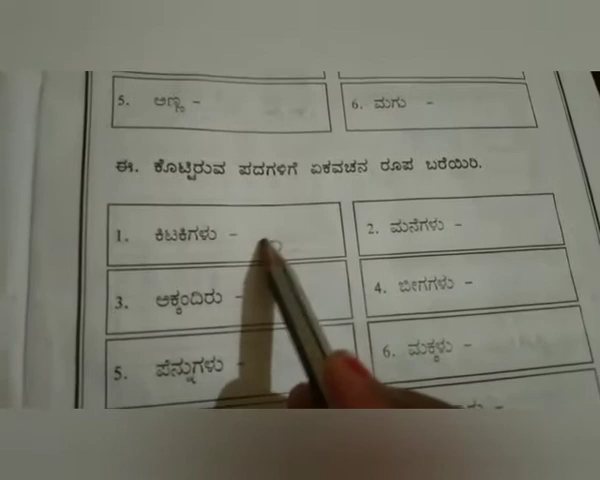 5. ಅಣ್ಣ – 6. ಮಗು –
ಈ. ಕೊಟ್ಟಿರುವ ಪದಗಳಿಗೆ ಏಕವಚನ ರೂಪ ಬರೆಯಿರಿ.
1. ಕಿಟಕಿಗಳು – 2. ಮನೆಗಳು –
3. ಅಕ್ಕಂದಿರು – 4. ಬೀಗಗಳು –
5. ಪೆನ್ನುಗಳು – 6. ಮಕ್ಕಳು –